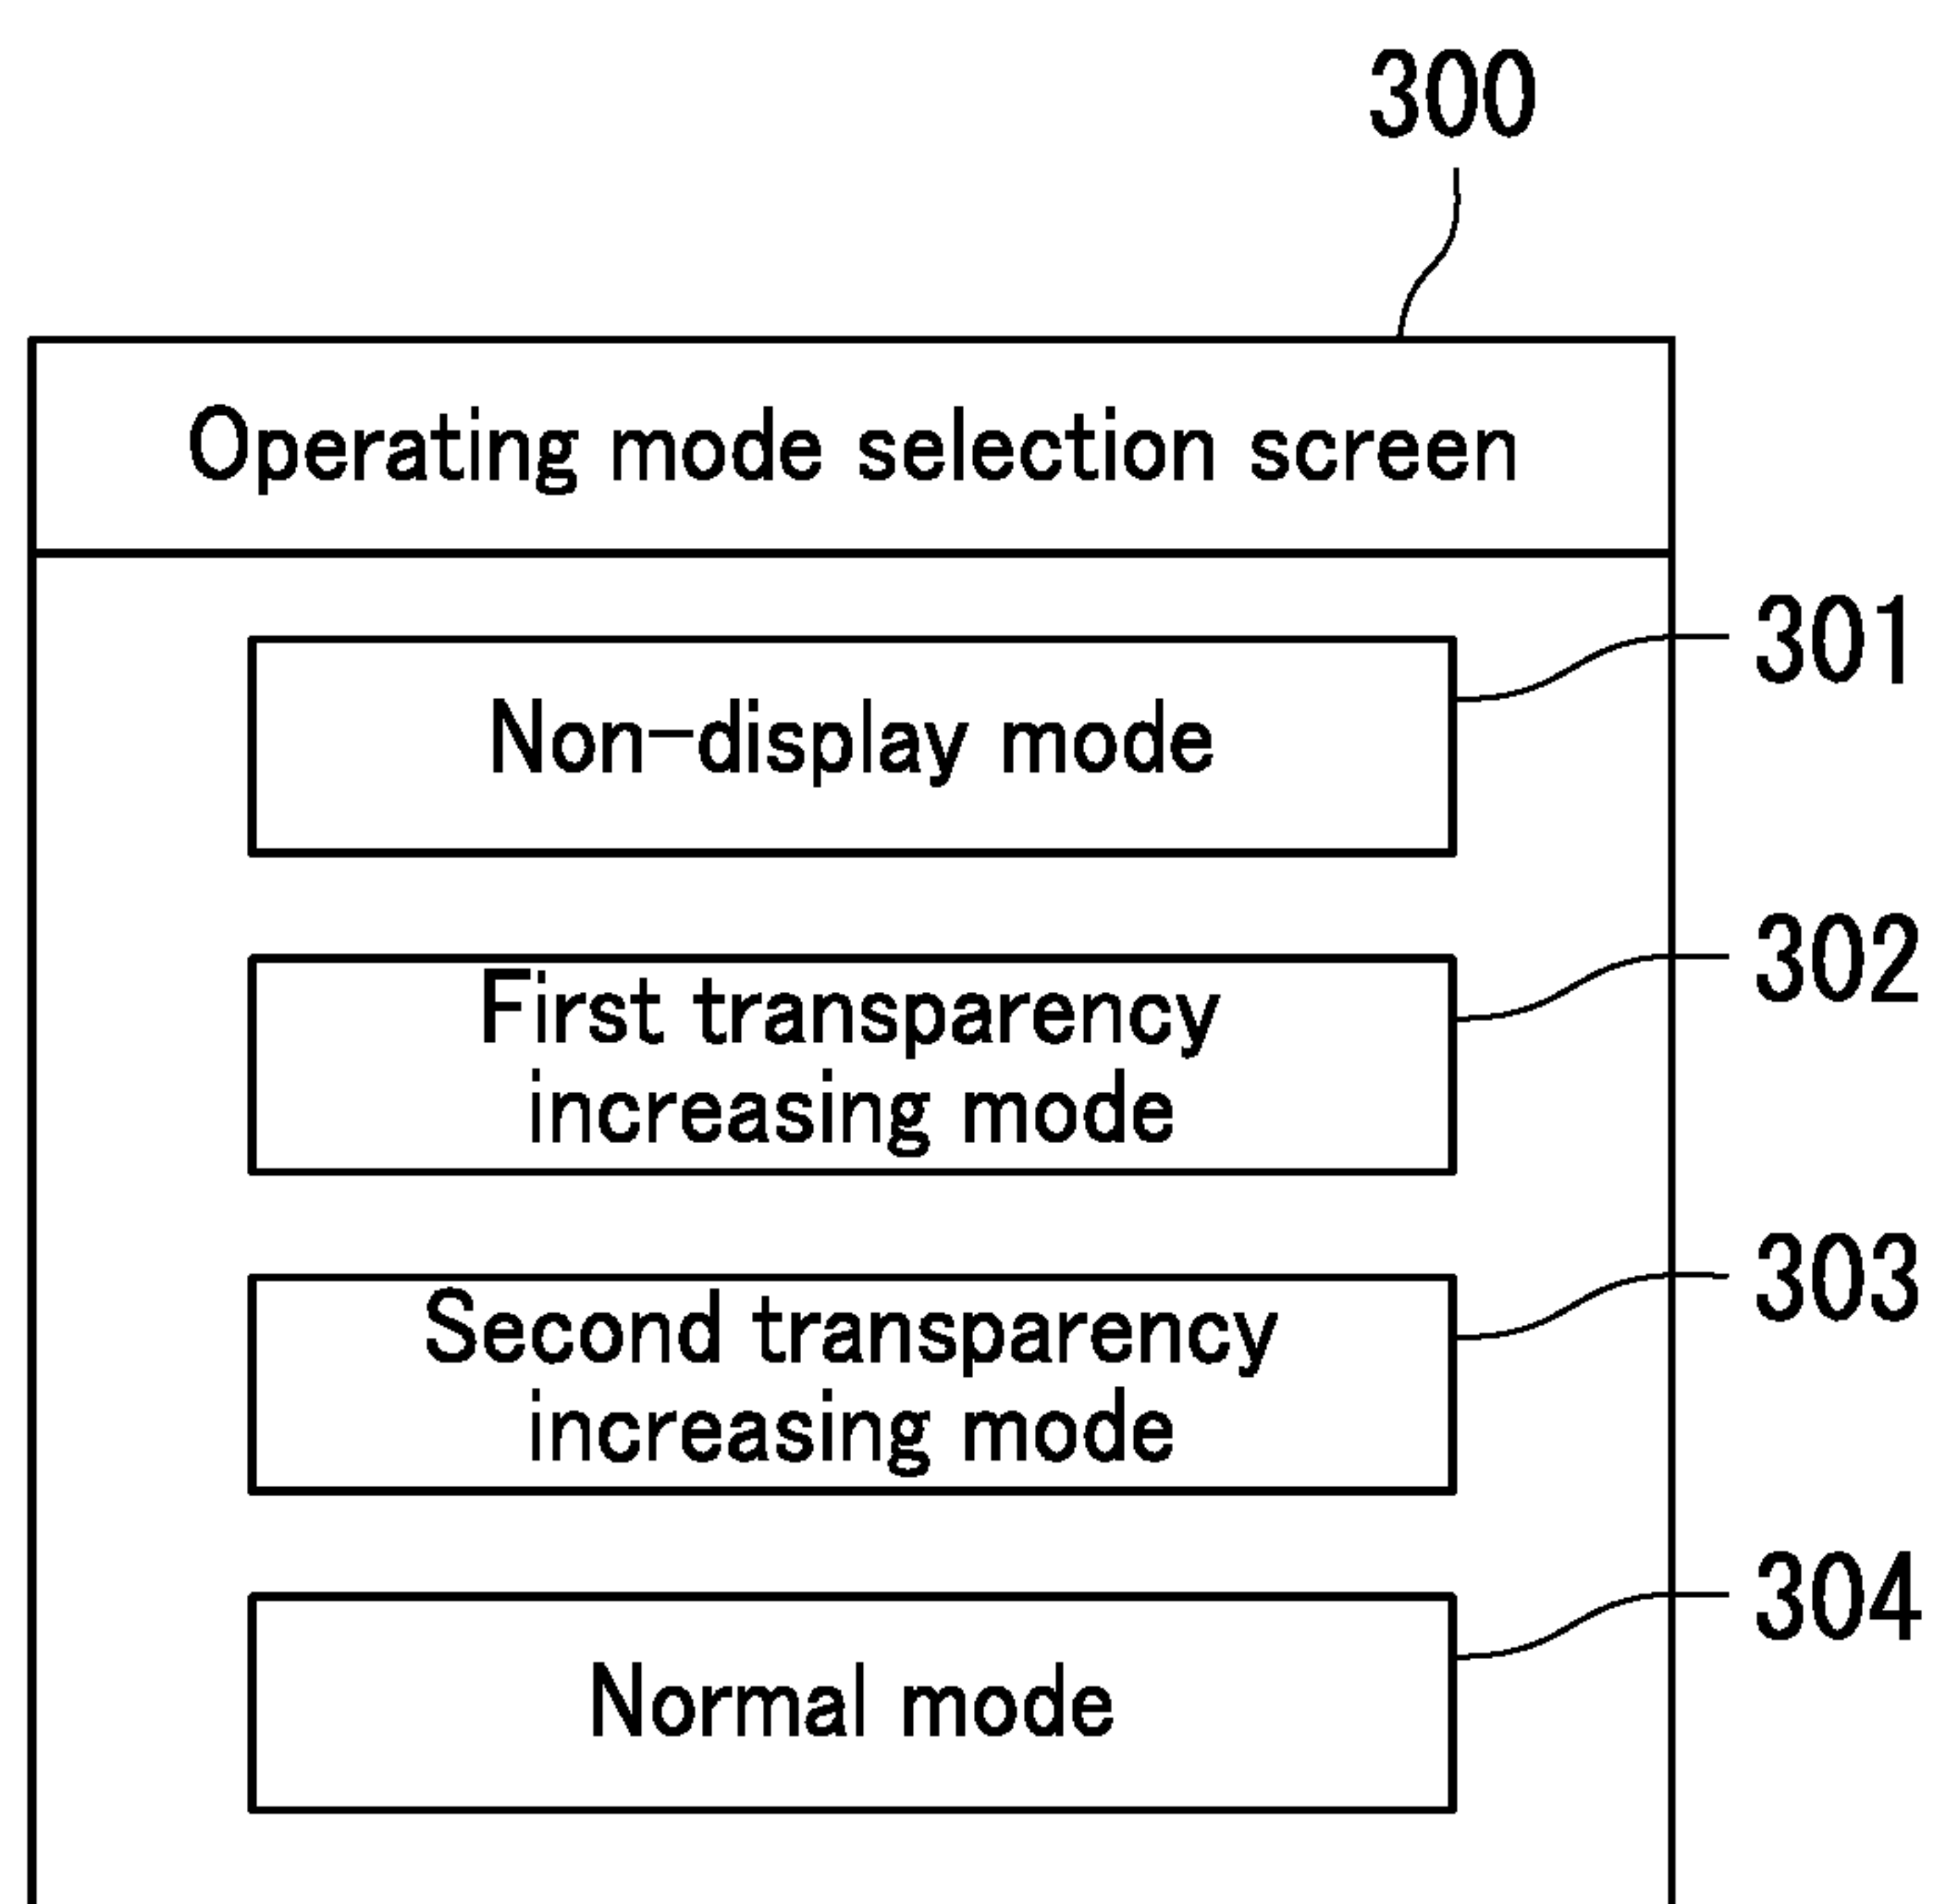 300
Operating mode selection screen
301
Non-display mode
302
First transparency
increasing mode
303
Second transparency
increasing mode
304
Normal mode